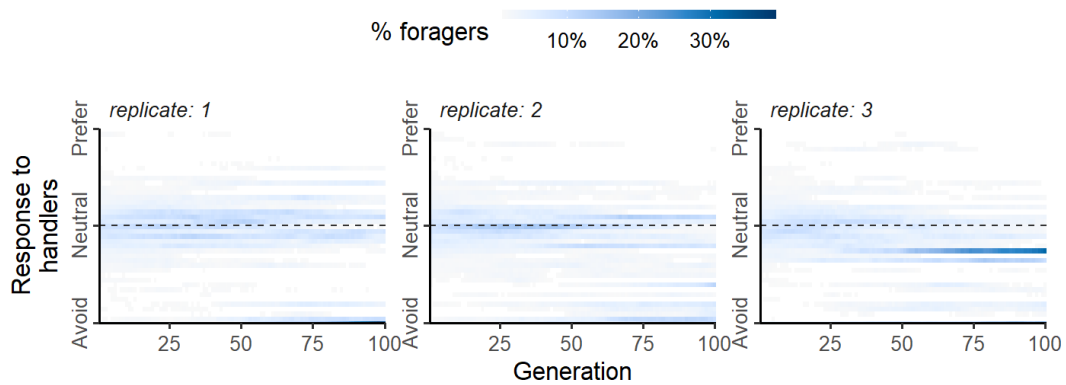 % foragers
10% 20% 30%
replicate: 1 replicate: 2 replicate: 3
Response to
handlers
Prefer
Neutral
Avoid
Prefer
Neutral
Avoid
Prefer
Neutral
Avoid
25 50 75 100 25 50 75 100 25 50 75 100
Generation